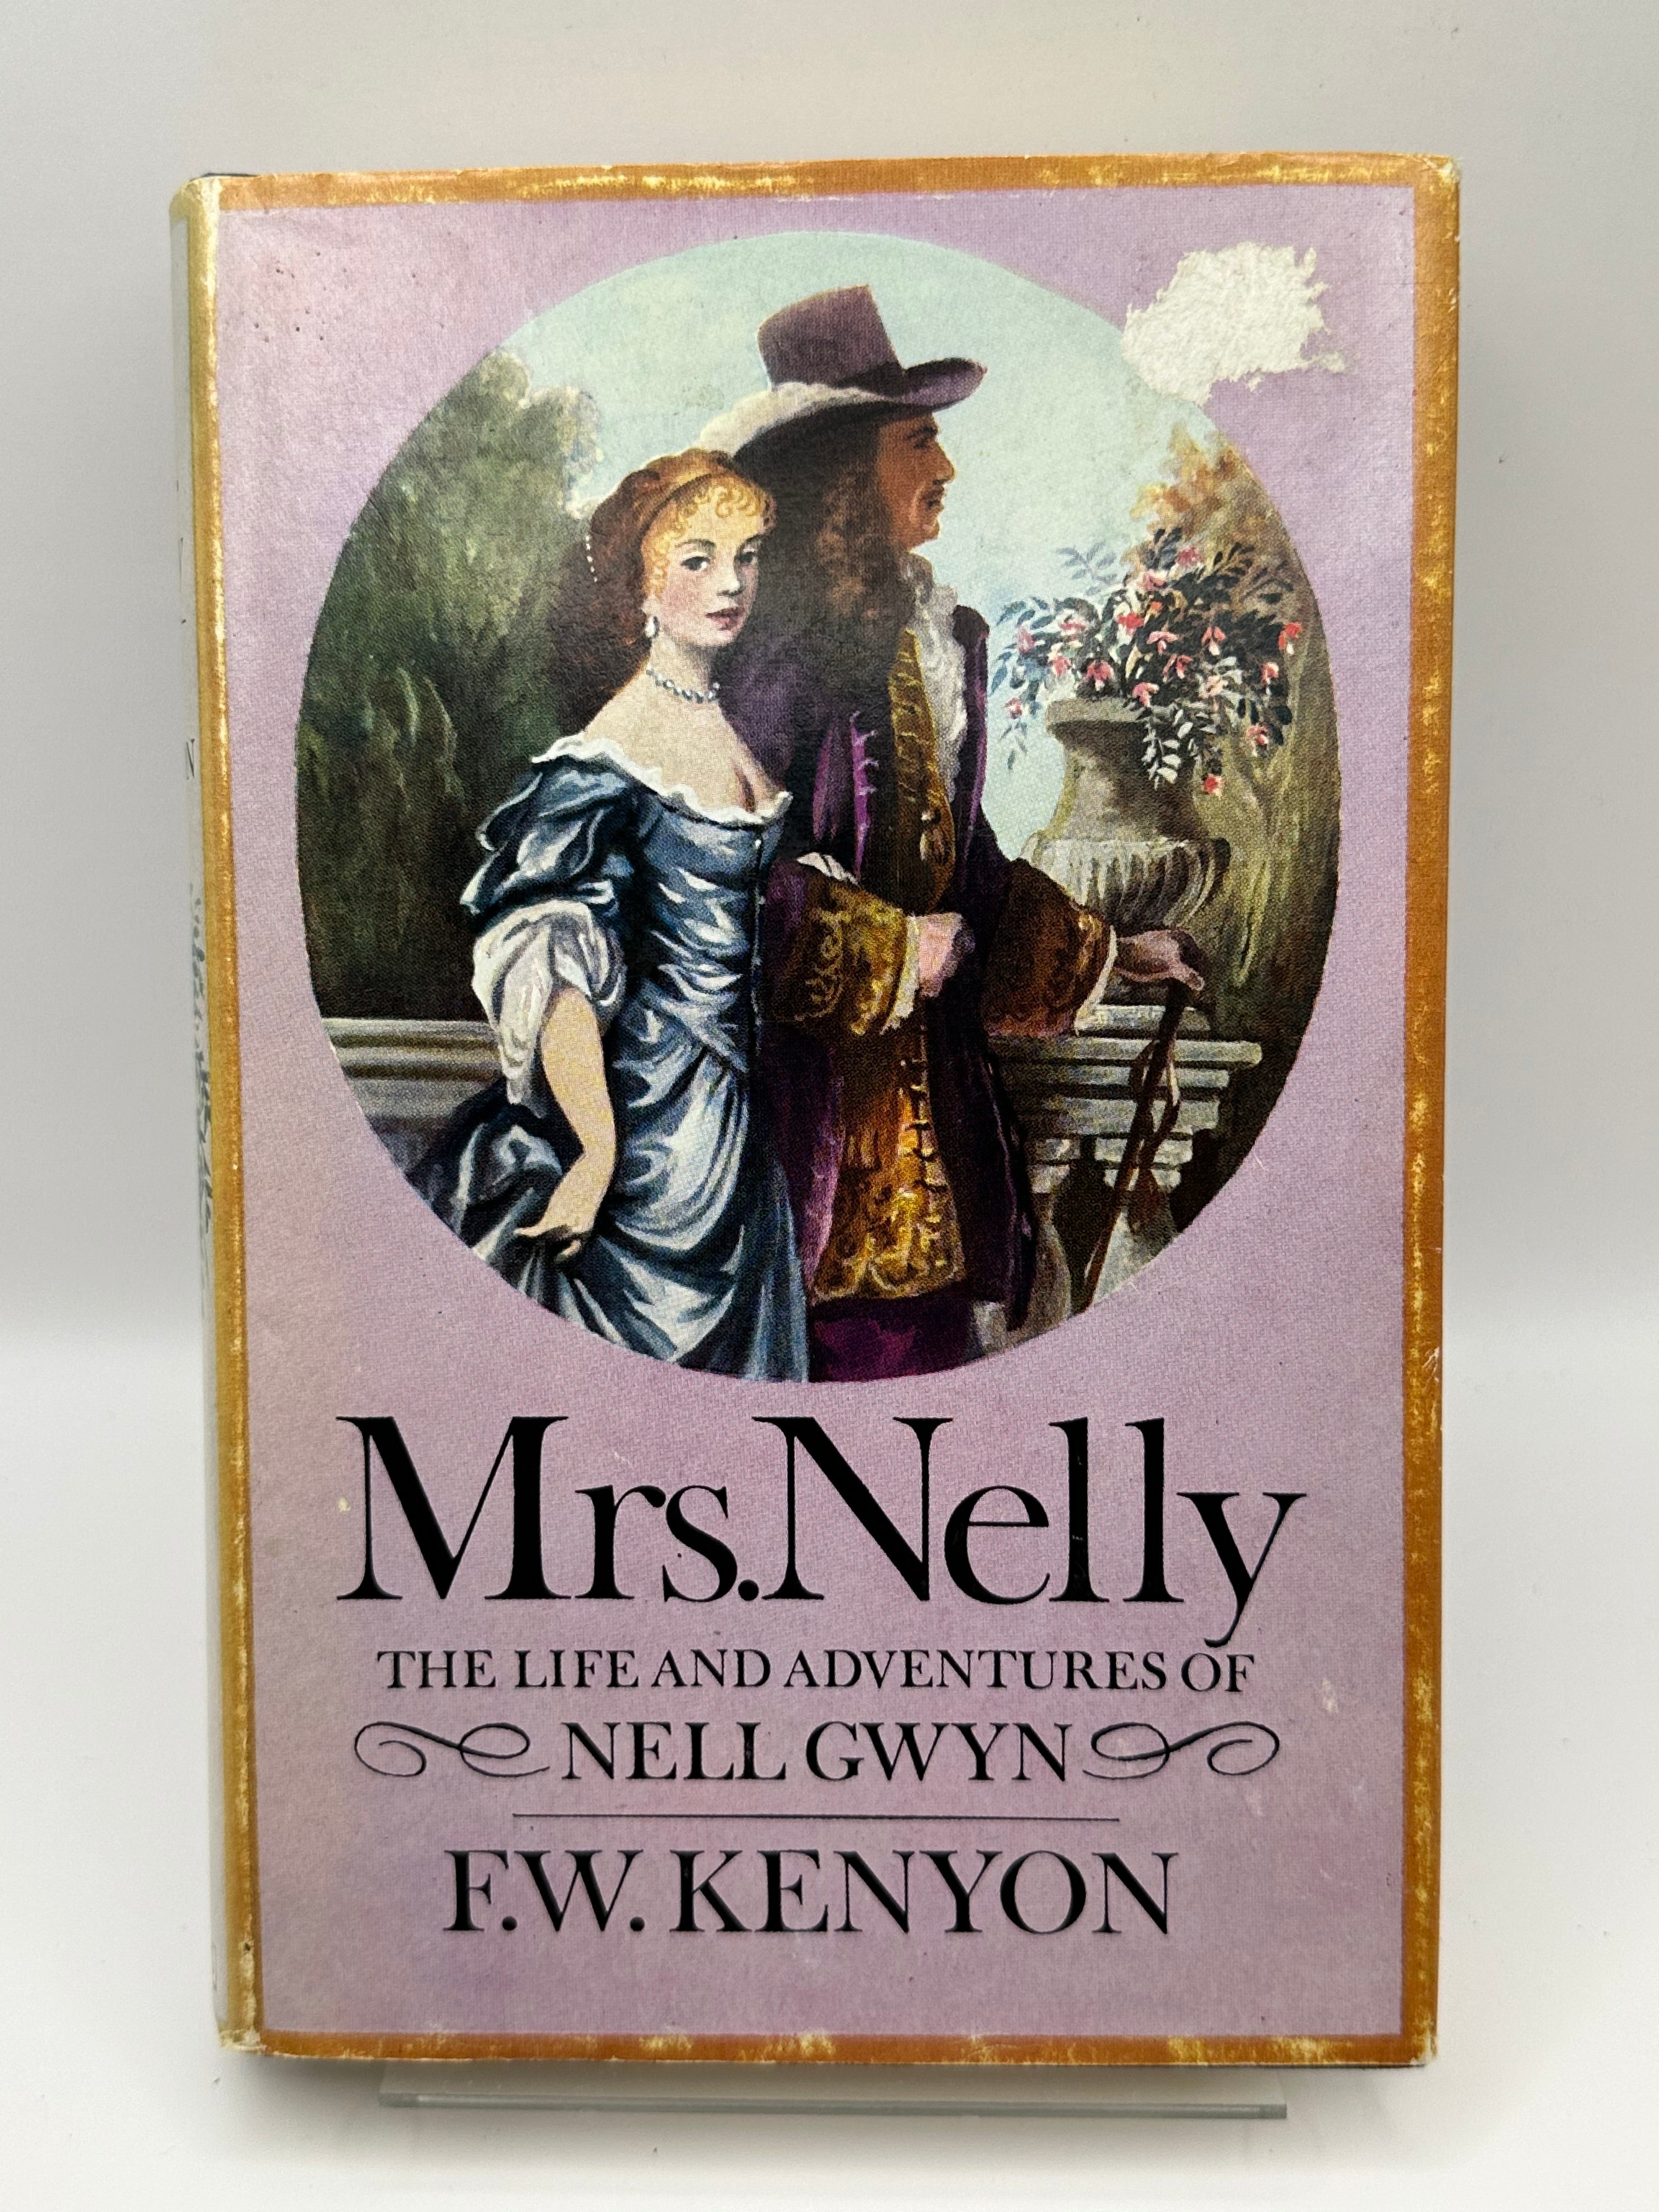 Mrs. Nelly
THE LIFE AND ADVENTURES OF
NELL GWYN
F.W. KENYON